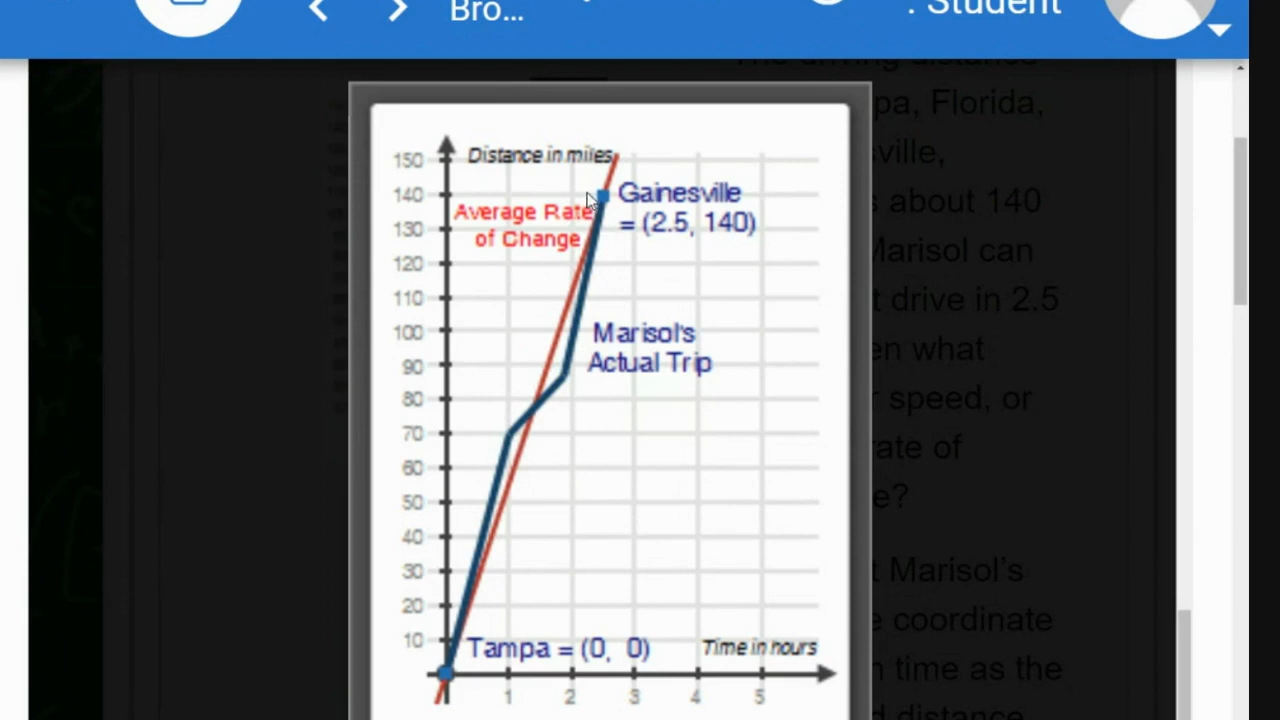 Bro...
: Student
pa, Florida,
ville,
about 140
Marisol can
t drive in 2.5
en what
speed, or
rate of
e?
t Marisol's
e coordinate
n time as the
d distance
150
140
130
120
110
100
90
80
70
60
50
40
30
20
10
Distance in miles
Gainesville
= (2.5, 140)
Average Rate
of Change
Marisol's
Actual Trip
Tampa = (0, 0)
Time in hours
1
2
3
4
5